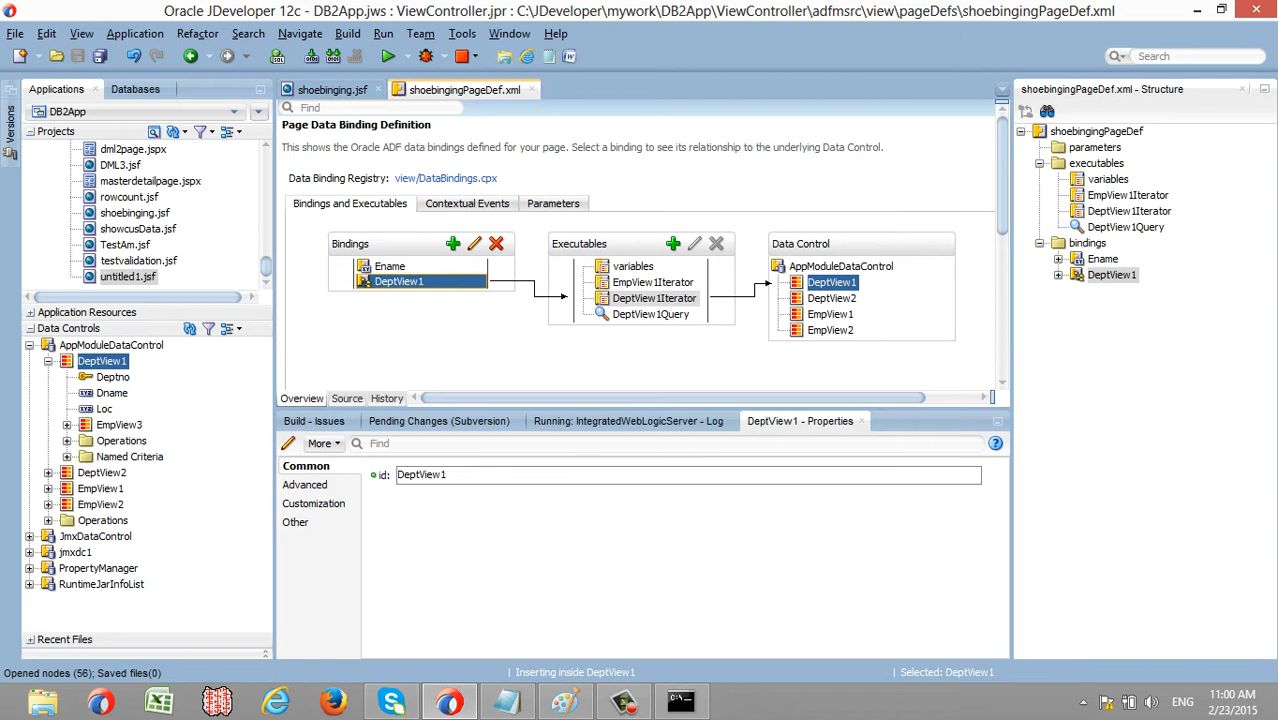 Oracle JDeveloper 12c - DB2App.jws : ViewController.jpr : C:\JDeveloper\mywork\DB2App\ViewController\adfmsrc\view\pageDefs\shoebingingPageDef.xml
File Edit View Application Refactor Search Navigate Build Run Team Tools Window Help
Search
Versions
Applications Databases
DB2App
Projects
dml2page.jspx
DML3.jsf
masterdetailpage.jspx
rowcount.jsf
shoebinging.jsf
showcusData.jsf
TestAm.jsf
testvalidation.jsf
untitled1.jsf
Application Resources
Data Controls
AppModuleDataControl
DeptView1
Deptno
Dname
Loc
EmpView3
Operations
Named Criteria
DeptView2
EmpView1
EmpView2
Operations
JmxDataControl
jmxdc1
PropertyManager
RuntimeJarInfoList
Recent Files
shoebinging.jsf shoebingingPageDef.xml
Find
Page Data Binding Definition
This shows the Oracle ADF data bindings defined for your page. Select a binding to see its relationship to the underlying Data Control.
Data Binding Registry: view/DataBindings.cpx
Bindings and Executables Contextual Events Parameters
Bindings
Ename
DeptView1
Executables
variables
EmpView1Iterator
DeptView1Iterator
DeptView1Query
Data Control
AppModuleDataControl
DeptView1
DeptView2
EmpView1
EmpView2
Overview Source History
Build - Issues Pending Changes (Subversion) Running: IntegratedWebLogicServer - Log DeptView1 - Properties
More Find
Common
Advanced
Customization
Other
id: DeptView1
shoebingingPageDef.xml - Structure
shoebingingPageDef
parameters
executables
variables
EmpView1Iterator
DeptView1Iterator
DeptView1Query
bindings
Ename
DeptView1
Opened nodes (56); Saved files(0) Inserting inside DeptView1 Selected: DeptView1
ENG
11:00 AM
2/23/2015